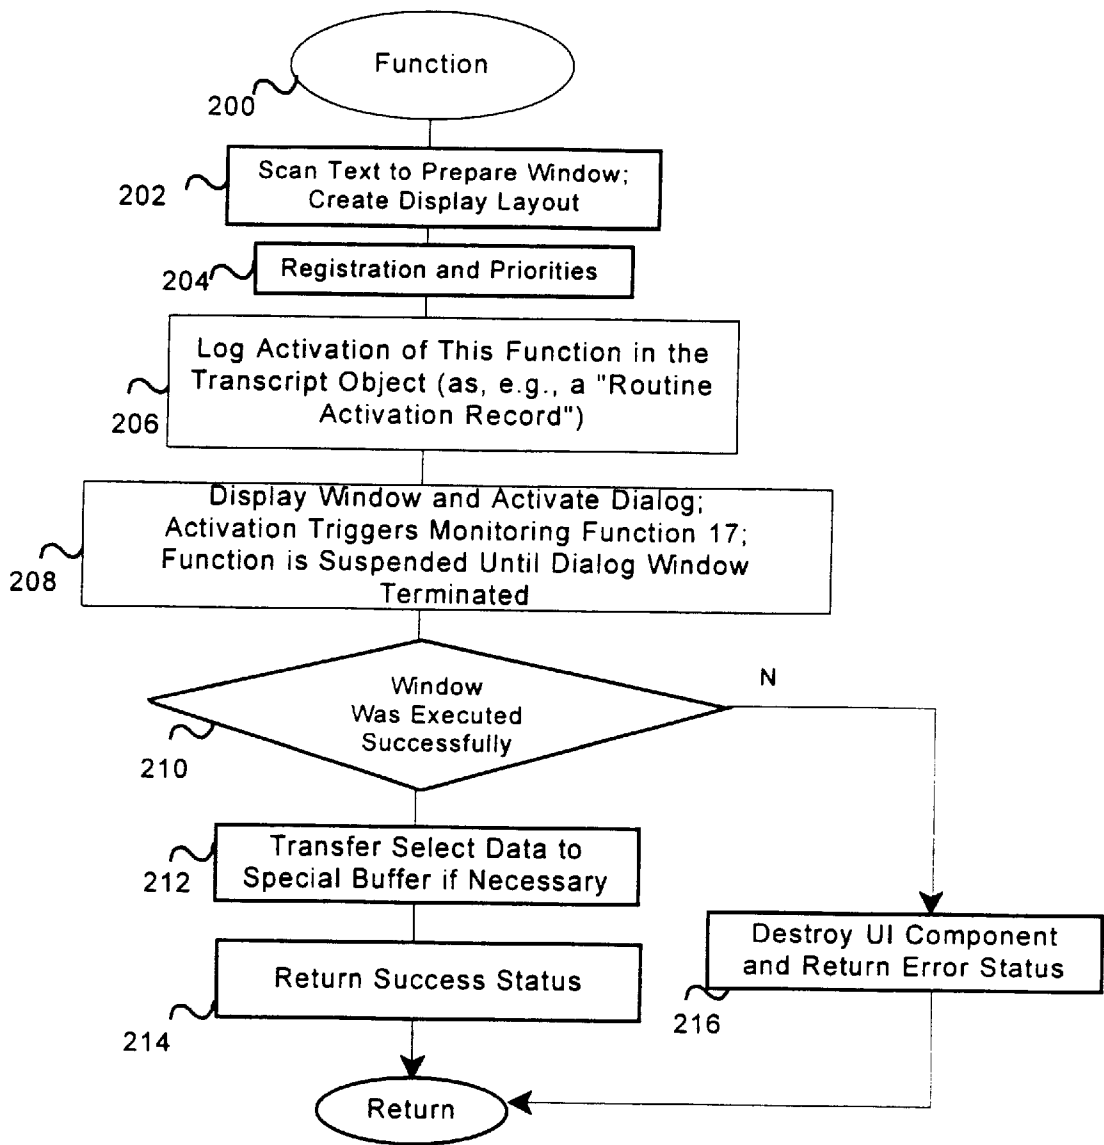 Function
200
Scan Text to Prepare Window;
Create Display Layout
202
Registration and Priorities
204
Log Activation of This Function in the
Transcript Object (as, e.g., a "Routine
Activation Record")
206
Display Window and Activate Dialog;
Activation Triggers Monitoring Function 17;
Function is Suspended Until Dialog Window
Terminated
208
N
Window
Was Executed
Successfully
210
Transfer Select Data to
Special Buffer if Necessary
212
Destroy UI Component
and Return Error Status
216
Return Success Status
214
Return